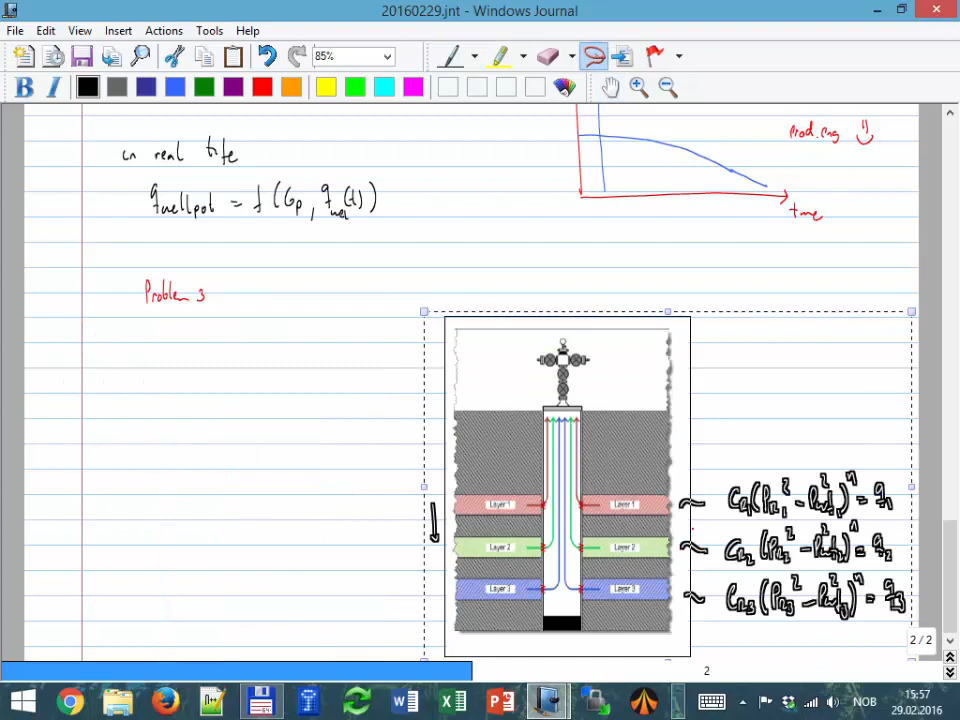 20160229.jnt - Windows Journal
File Edit View Insert Actions Tools Help
85%
B I
in real life
q wellpot = f (Gp, q well (t))
Prod. Eng
time
Problem 3
Layer 1 Layer 1
CR1 (PR1² - Pwf1²)ⁿ = q1
Layer 2 Layer 2
CR2 (PR2² - Pwf2²)ⁿ = q2
Layer 3 Layer 3
CR3 (PR3² - Pwf3²)ⁿ = q3
2 / 2
2
NOB
15:57
29.02.2016